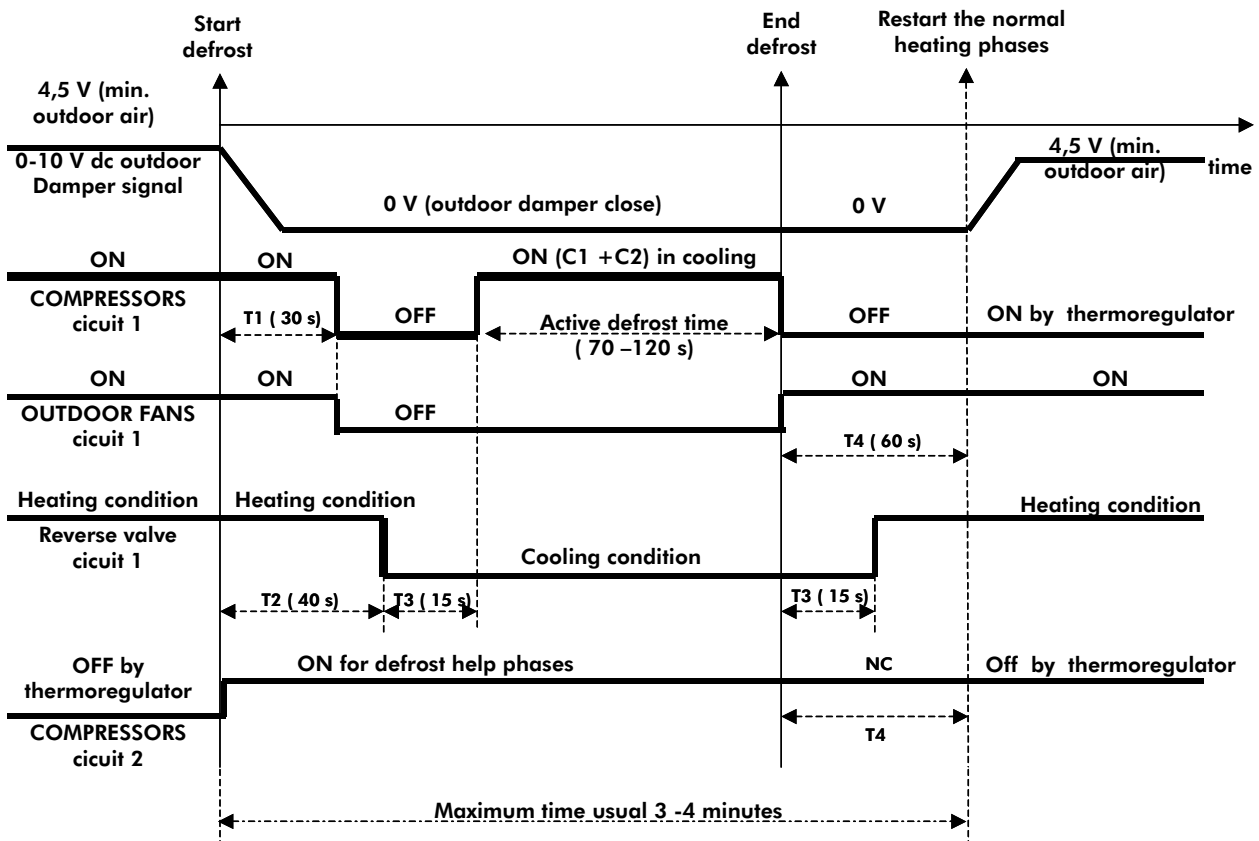 Start
defrost
End
defrost
Restart the normal
heating phases
4,5 V (min.
outdoor air)
0-10 V dc outdoor
Damper signal
0 V (outdoor damper close)
0 V
4,5 V (min.
outdoor air)
time
ON
ON
ON (C1 +C2) in cooling
COMPRESSORS
cicuit 1
T1 ( 30 s)
OFF
Active defrost time
( 70 –120 s)
OFF
ON by thermoregulator
ON
ON
ON
ON
OUTDOOR FANS
cicuit 1
OFF
T4 ( 60 s)
Heating condition
Heating condition
Heating condition
Reverse valve
cicuit 1
Cooling condition
T2 ( 40 s)
T3 ( 15 s)
T3 ( 15 s)
OFF by
thermoregulator
ON for defrost help phases
NC
Off by thermoregulator
COMPRESSORS
cicuit 2
T4
Maximum time usual 3 -4 minutes